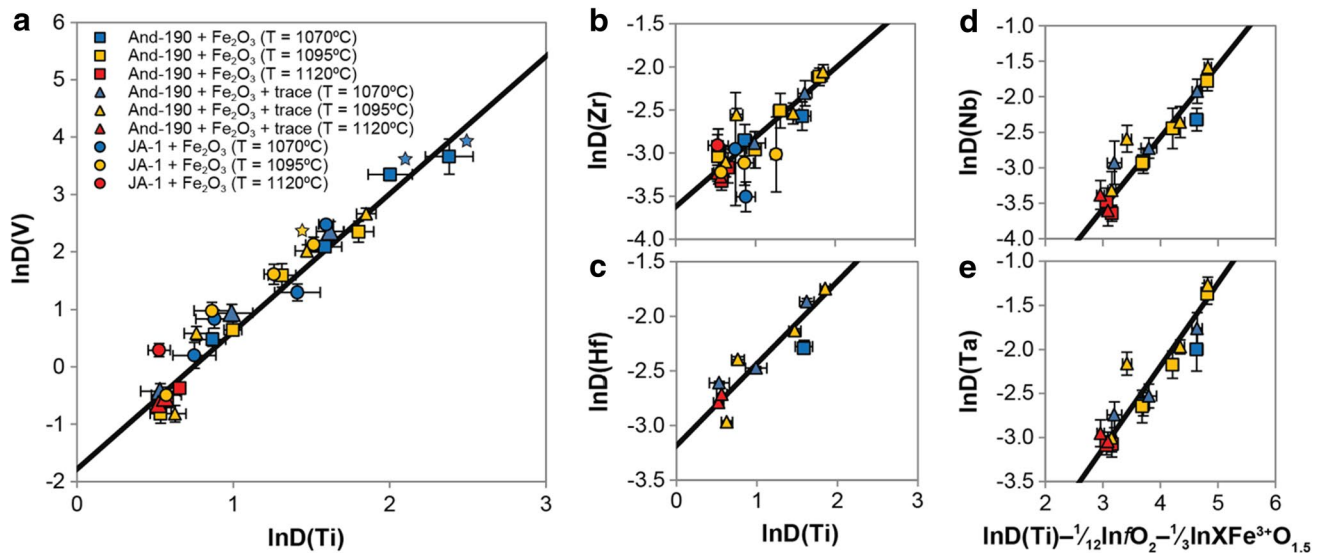 a
6
5
4
3
2
1
0
-1
-2
lnD(V)
And-190 + Fe₂O₃ (T = 1070ºC)
And-190 + Fe₂O₃ (T = 1095ºC)
And-190 + Fe₂O₃ (T = 1120ºC)
And-190 + Fe₂O₃ + trace (T = 1070ºC)
And-190 + Fe₂O₃ + trace (T = 1095ºC)
And-190 + Fe₂O₃ + trace (T = 1120ºC)
JA-1 + Fe₂O₃ (T = 1070ºC)
JA-1 + Fe₂O₃ (T = 1095ºC)
JA-1 + Fe₂O₃ (T = 1120ºC)
0 1 2 3
lnD(Ti)
b
-1.5
-2.0
-2.5
-3.0
-3.5
-4.0
lnD(Zr)
c
-1.5
-2.0
-2.5
-3.0
-3.5
lnD(Hf)
0 1 2 3
lnD(Ti)
d
-1.0
-1.5
-2.0
-2.5
-3.0
-3.5
-4.0
lnD(Nb)
e
-1.0
-1.5
-2.0
-2.5
-3.0
-3.5
lnD(Ta)
2 3 4 5 6
lnD(Ti)–¹⁄₁₂lnfO₂–⅓lnXFe³⁺O₁.₅